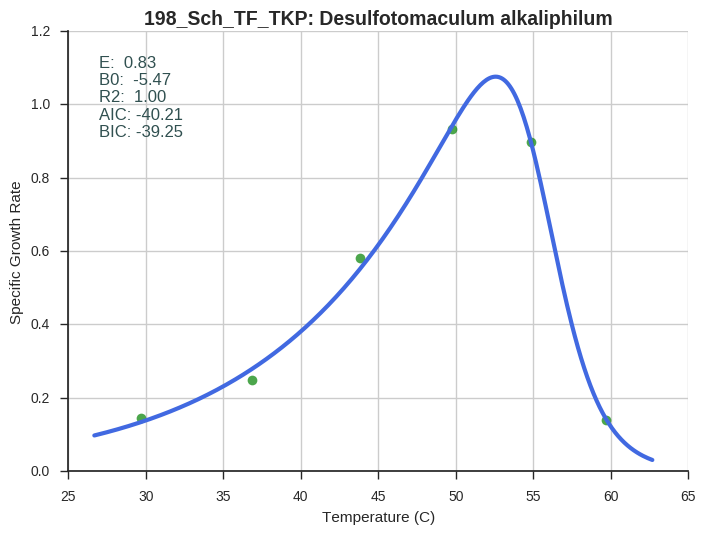 198_Sch_TF_TKP: Desulfotomaculum alkaliphilum
E:  0.83
B0:  -5.47
R2:  1.00
AIC: -40.21
BIC: -39.25
Specific Growth Rate
1.2
1.0
0.8
0.6
0.4
0.2
0.0
25 30 35 40 45 50 55 60 65
Temperature (C)